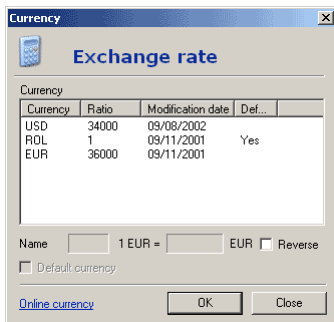 Currency
Exchange rate
Currency
Currency Ratio Modification date Def...
USD 34000 09/08/2002
ROL 1 09/11/2001 Yes
EUR 36000 09/11/2001
Name 1 EUR = EUR Reverse
Default currency
Online currency OK Close